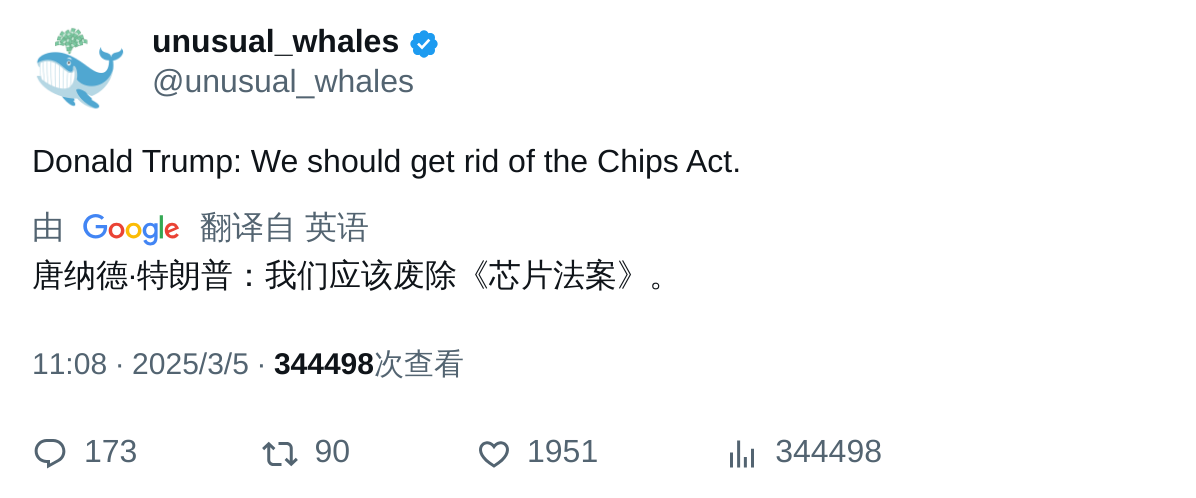 unusual_whales
@unusual_whales
Donald Trump: We should get rid of the Chips Act.
由 Google 翻译自 英语
唐纳德·特朗普：我们应该废除《芯片法案》。
11:08 · 2025/3/5 · 344498次查看
173 90 1951 344498